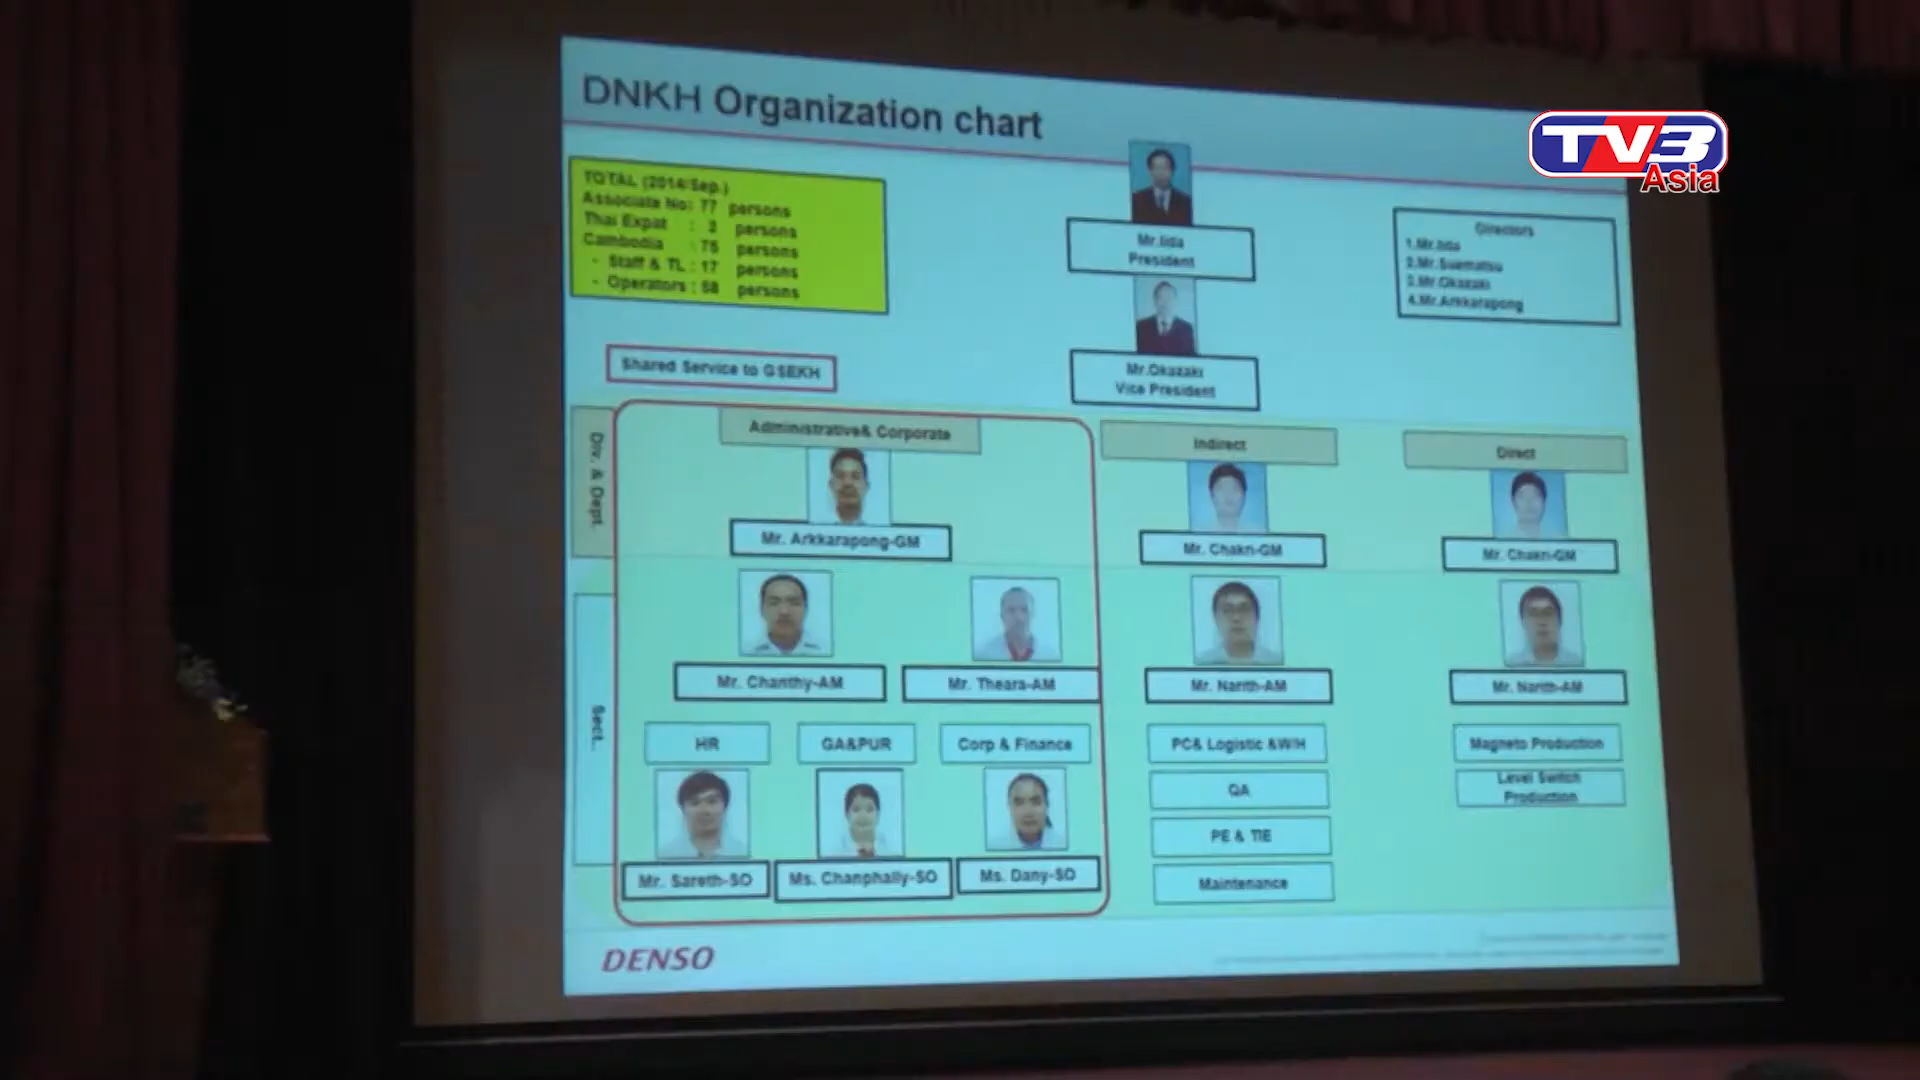 DNKH Organization chart
TV3
Asia
TOTAL (2014/Sep.)
Associate No: 77 persons
Thai Expat : 2 persons
Cambodia : 75 persons
- Staff & TL : 17 persons
- Operators : 58 persons
Mr.Iida
President
Directors
1.Mr.Iida
2.Mr.Suematsu
3.Mr.Okazaki
4.Mr.Arkkarapong
Mr.Okazaki
Vice President
Shared Service to GSEKH
Div. & Dept.
Administrative& Corporate
Indirect
Direct
Mr. Arkkarapong-GM
Mr. Chakri-GM
Mr. Chakri-GM
Mr. Chanthy-AM
Mr. Theara-AM
Mr. Narith-AM
Mr. Narith-AM
Sect..
HR
GA&PUR
Corp & Finance
PC& Logistic &W/H
Magneto Production
QA
Level Switch
Production
PE & TIE
Maintenance
Mr. Sareth-SO
Ms. Chanphally-SO
Ms. Dany-SO
DENSO